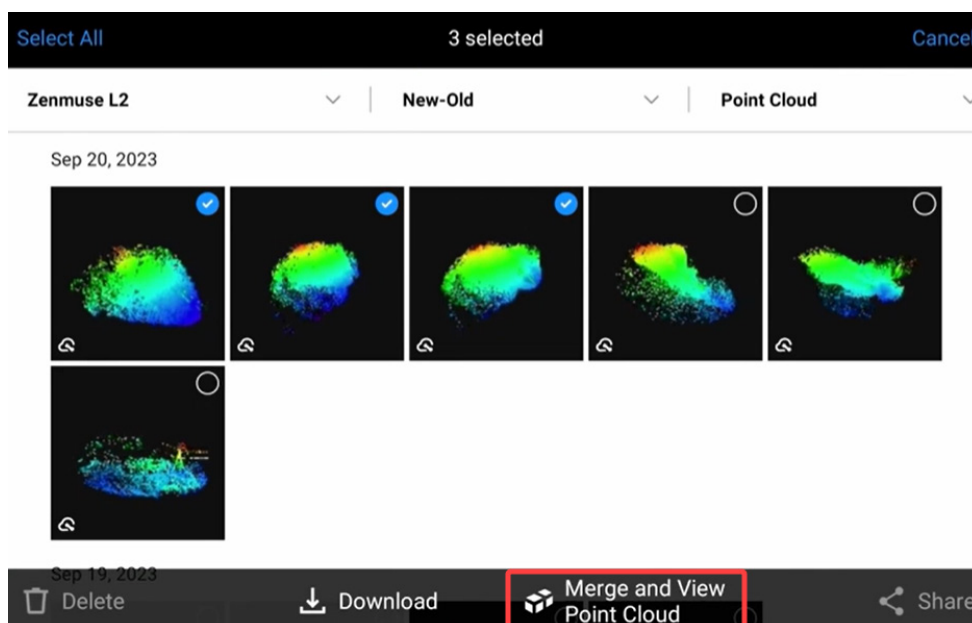 Select All 3 selected Cance
Zenmuse L2 New-Old Point Cloud
Sep 20, 2023
Sep 19, 2023
Delete Download Merge and View Point Cloud Share